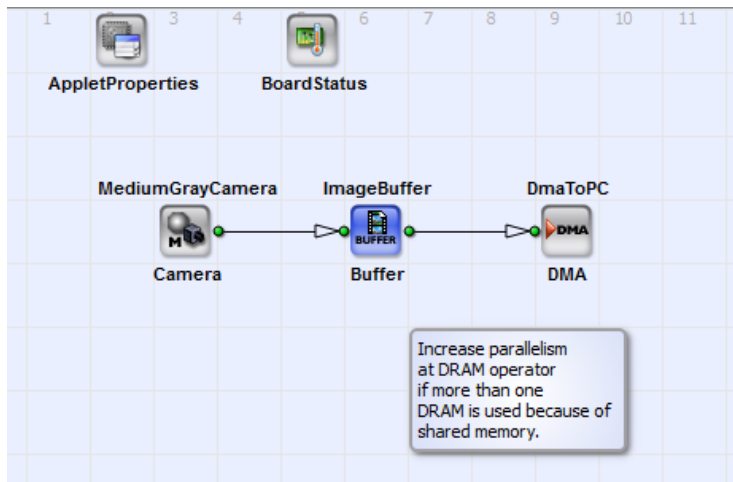 1 3 4 6 7 8 9 10 11
AppletProperties BoardStatus
MediumGrayCamera ImageBuffer DmaToPC
M BUFFER DMA
Camera Buffer DMA
Increase parallelism
at DRAM operator
if more than one
DRAM is used because of
shared memory.